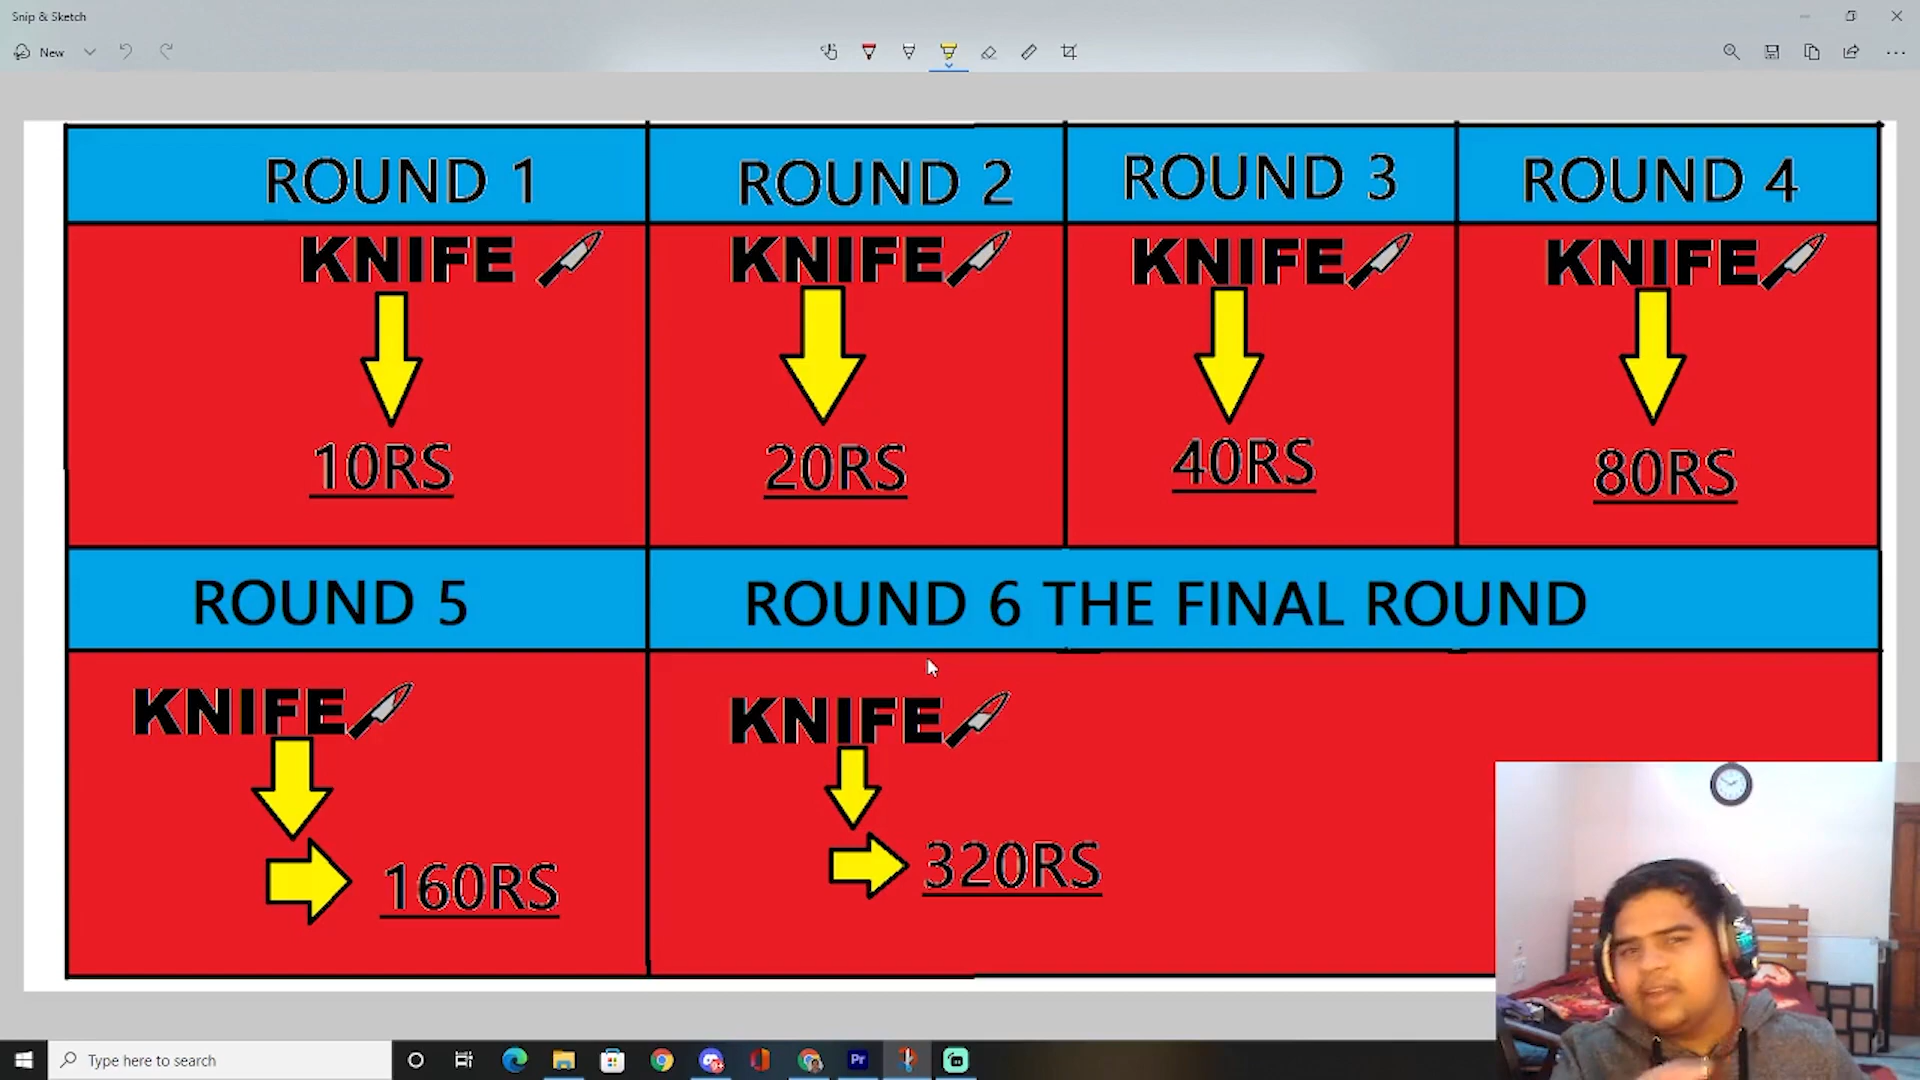 Snip & Sketch
New
ROUND 1
ROUND 2
ROUND 3
ROUND 4
KNIFE
KNIFE
KNIFE
KNIFE
10RS
20RS
40RS
80RS
ROUND 5
ROUND 6 THE FINAL ROUND
KNIFE
KNIFE
160RS
320RS
Type here to search
Pr